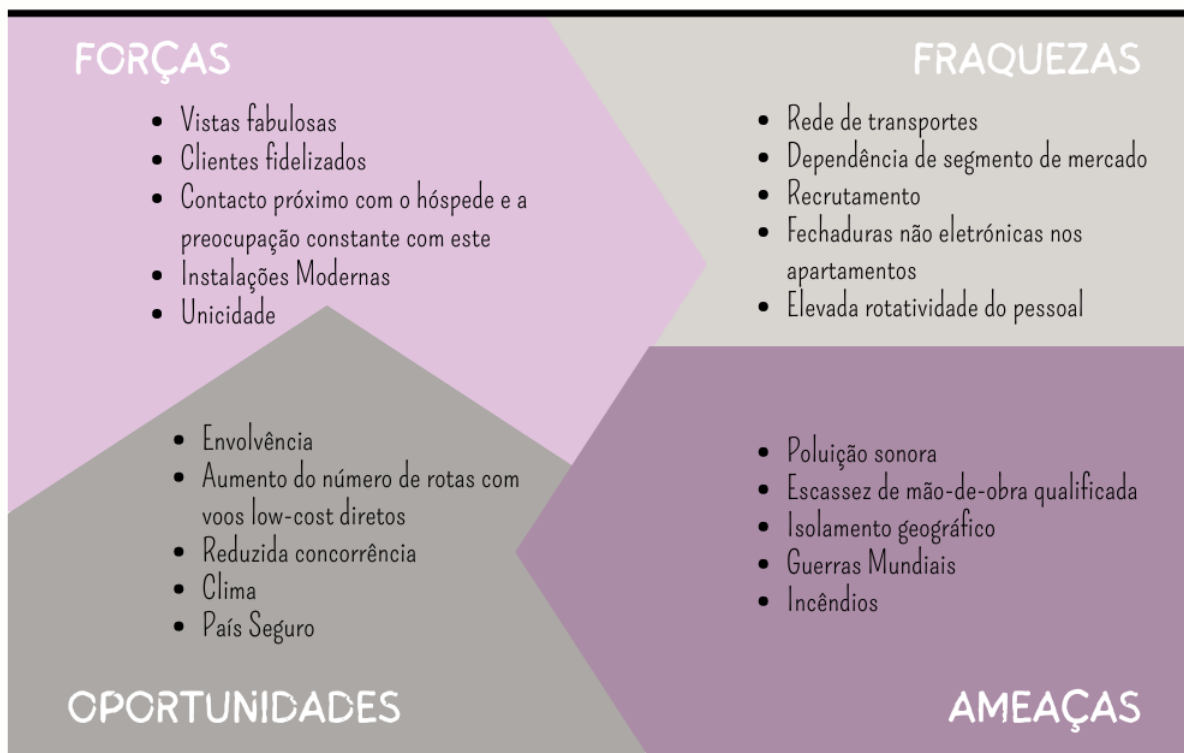 FORÇAS
• Vistas fabulosas
• Clientes fidelizados
• Contacto próximo com o hóspede e a
preocupação constante com este
• Instalações Modernas
• Unicidade
FRAQUEZAS
• Rede de transportes
• Dependência de segmento de mercado
• Recrutamento
• Fechaduras não eletrónicas nos
apartamentos
• Elevada rotatividade do pessoal
• Envolvência
• Aumento do número de rotas com
voos low-cost diretos
• Reduzida concorrência
• Clima
• País Seguro
OPORTUNIDADES
• Poluição sonora
• Escassez de mão-de-obra qualificada
• Isolamento geográfico
• Guerras Mundiais
• Incêndios
AMEAÇAS